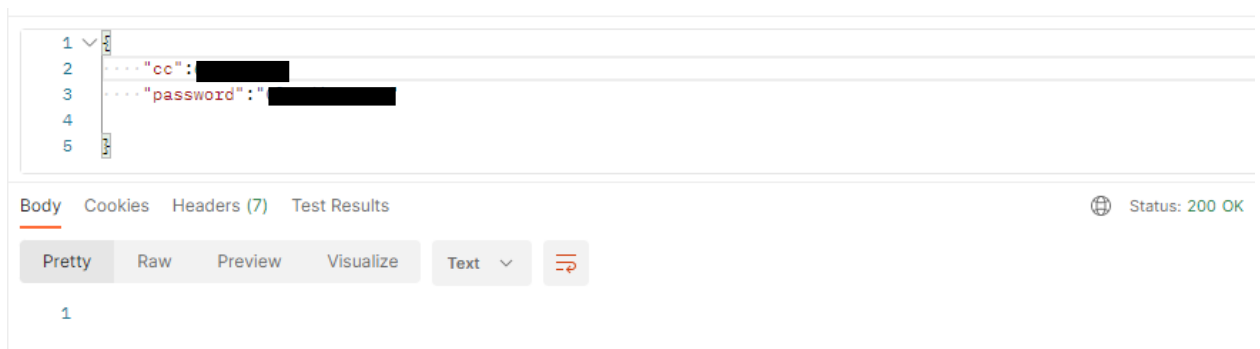 1 {
2 "cc":
3 "password":"
4
5 }
Body Cookies Headers (7) Test Results Status: 200 OK
Pretty Raw Preview Visualize Text
1